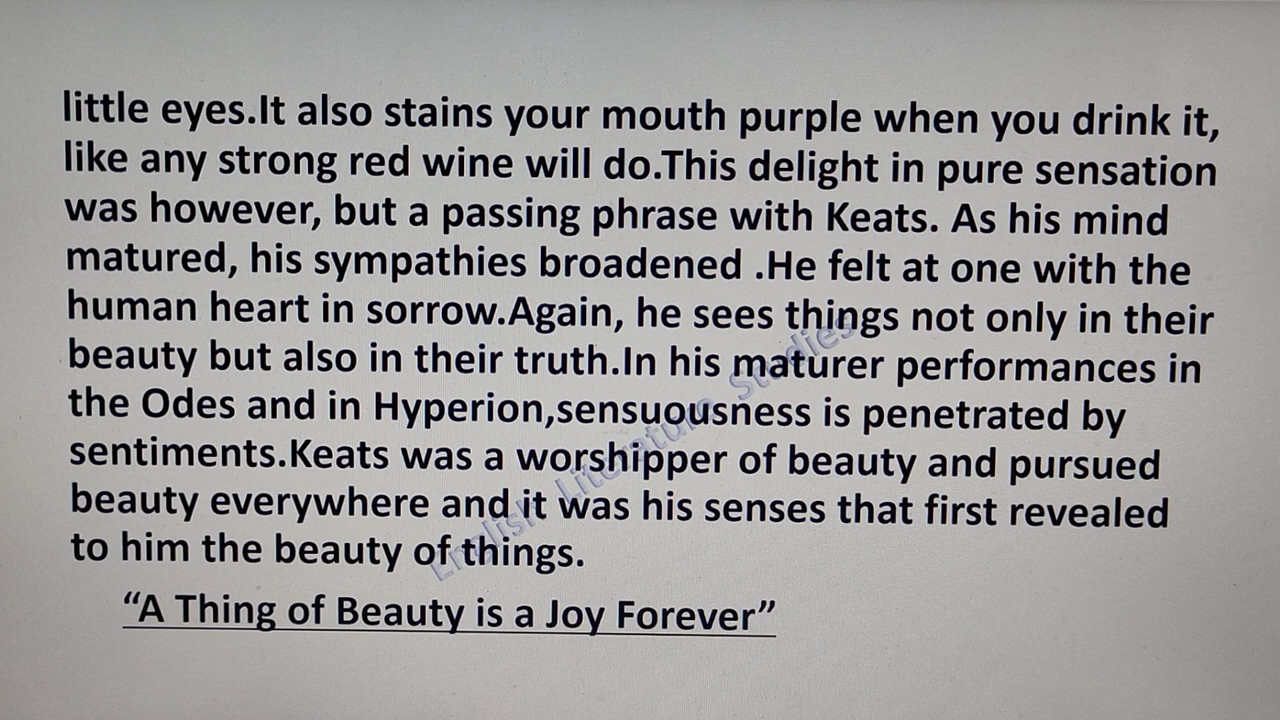 little eyes.It also stains your mouth purple when you drink it,
like any strong red wine will do.This delight in pure sensation
was however, but a passing phrase with Keats. As his mind
matured, his sympathies broadened .He felt at one with the
human heart in sorrow.Again, he sees things not only in their
beauty but also in their truth.In his maturer performances in
the Odes and in Hyperion,sensuousness is penetrated by
sentiments.Keats was a worshipper of beauty and pursued
beauty everywhere and it was his senses that first revealed
to him the beauty of things.
“A Thing of Beauty is a Joy Forever”
English Literature Studies